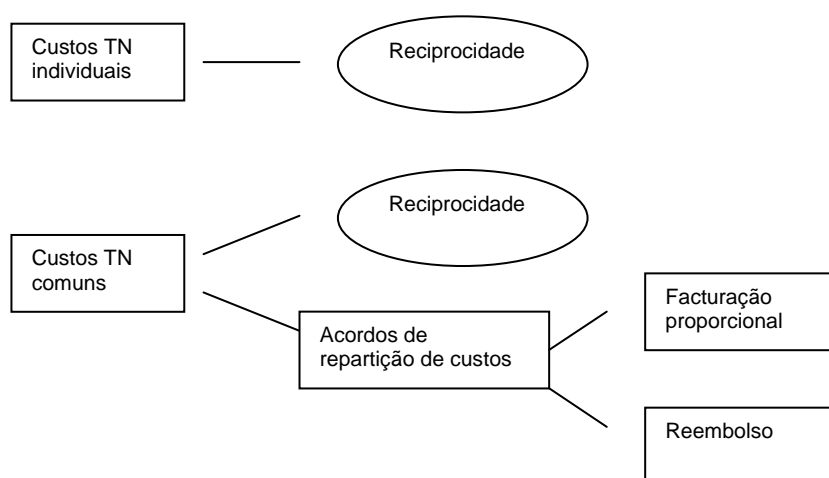 Custos TN
individuais
Reciprocidade
Reciprocidade
Custos TN
comuns
Acordos de
repartição de custos
Facturação
proporcional
Reembolso